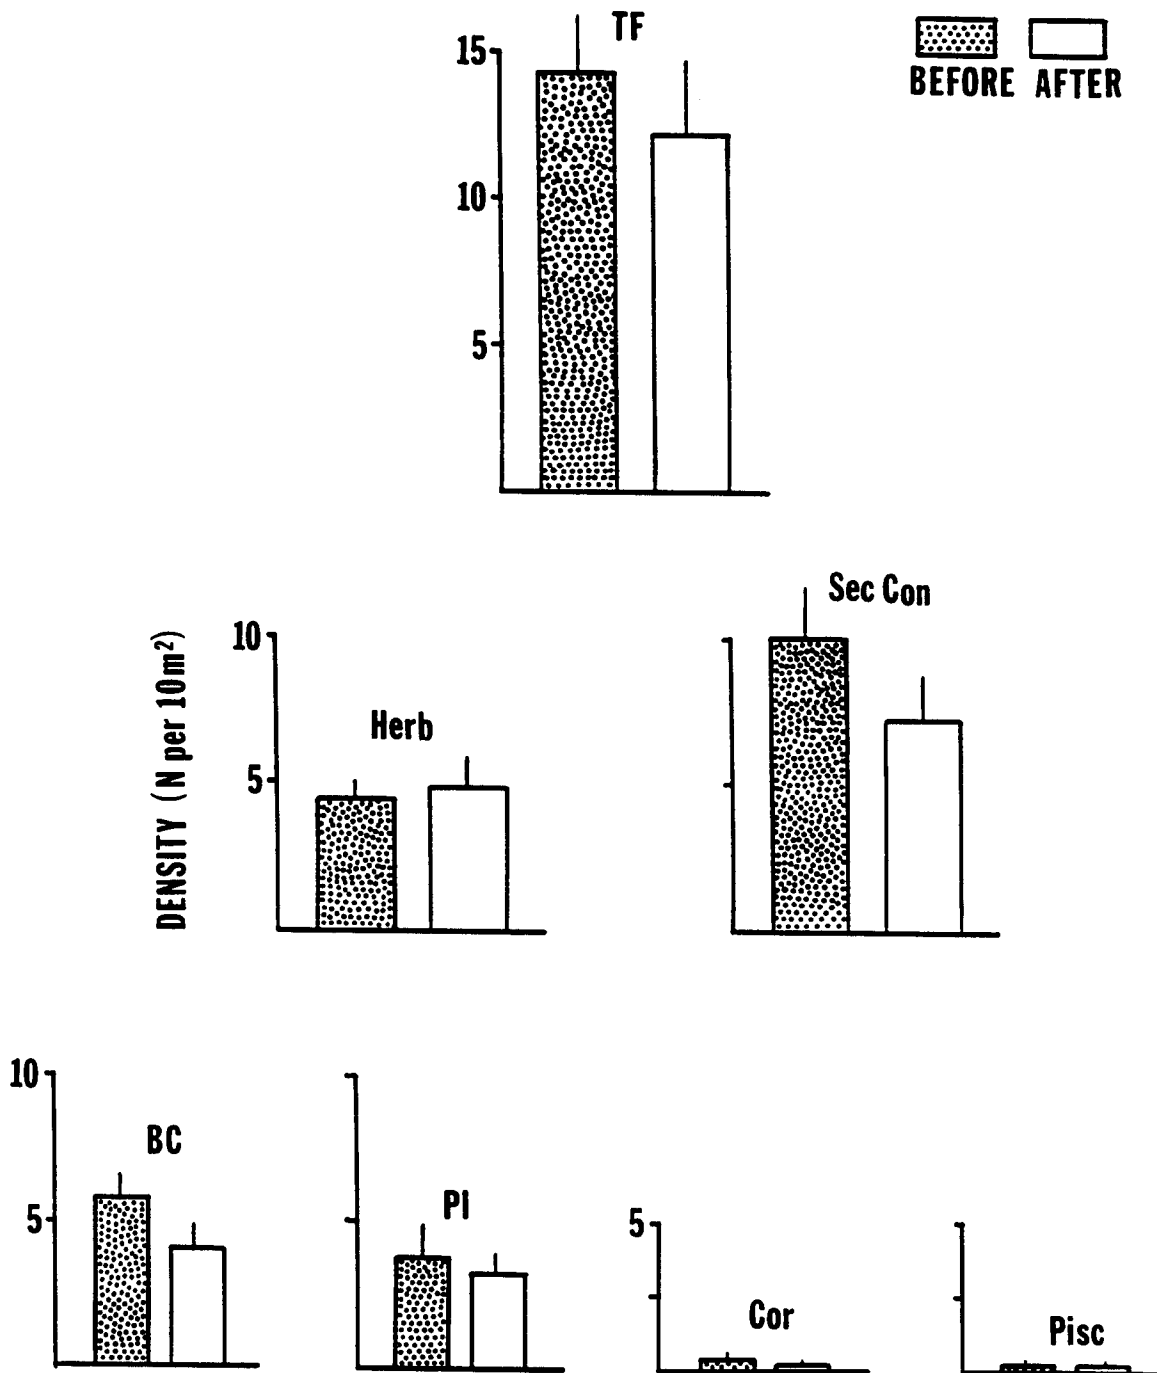 TF
BEFORE AFTER
15
10
5
Sec Con
DENSITY (N per 10m²)
10
5
Herb
10
5
BC
Pl
5
Cor
Pisc